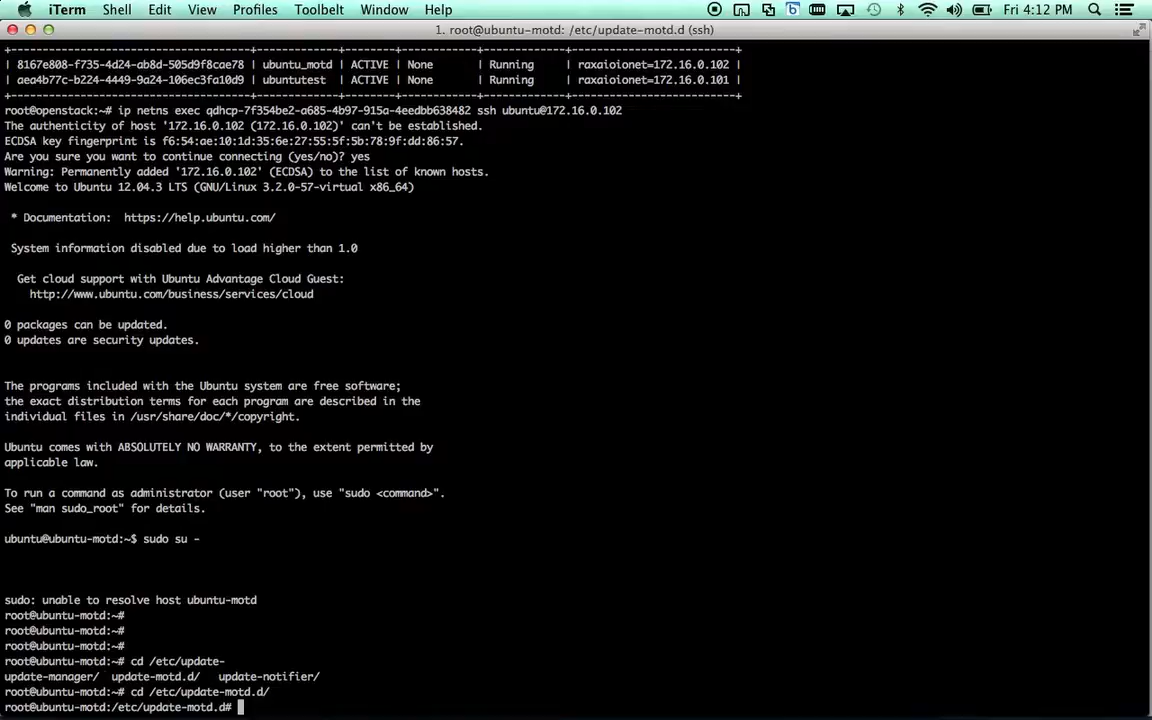 iTerm Shell Edit View Profiles Toolbelt Window Help Fri 4:12 PM
1. root@ubuntu-motd: /etc/update-motd.d (ssh)
+--------------------------------------+-------------+--------+------------+-------------+----------------------------+
| 8167e808-f735-4d24-ab8d-505d9f8cae78 | ubuntu_motd | ACTIVE | None | Running | raxaioionet=172.16.0.102 |
| aea4b77c-b224-4449-9a24-106ec3fa10d9 | ubuntutest | ACTIVE | None | Running | raxaioionet=172.16.0.101 |
+--------------------------------------+-------------+--------+------------+-------------+----------------------------+
root@openstack:~# ip netns exec qdhcp-7f354be2-a685-4b97-915a-4eedbb638482 ssh ubuntu@172.16.0.102
The authenticity of host '172.16.0.102 (172.16.0.102)' can't be established.
ECDSA key fingerprint is f6:54:ae:10:1d:35:6e:27:55:5f:5b:78:9f:dd:86:57.
Are you sure you want to continue connecting (yes/no)? yes
Warning: Permanently added '172.16.0.102' (ECDSA) to the list of known hosts.
Welcome to Ubuntu 12.04.3 LTS (GNU/Linux 3.2.0-57-virtual x86_64)
* Documentation: https://help.ubuntu.com/
System information disabled due to load higher than 1.0
Get cloud support with Ubuntu Advantage Cloud Guest:
http://www.ubuntu.com/business/services/cloud
0 packages can be updated.
0 updates are security updates.
The programs included with the Ubuntu system are free software;
the exact distribution terms for each program are described in the
individual files in /usr/share/doc/*/copyright.
Ubuntu comes with ABSOLUTELY NO WARRANTY, to the extent permitted by
applicable law.
To run a command as administrator (user "root"), use "sudo <command>".
See "man sudo_root" for details.
ubuntu@ubuntu-motd:~$ sudo su -
sudo: unable to resolve host ubuntu-motd
root@ubuntu-motd:~#
root@ubuntu-motd:~#
root@ubuntu-motd:~#
root@ubuntu-motd:~# cd /etc/update-
update-manager/ update-motd.d/ update-notifier/
root@ubuntu-motd:~# cd /etc/update-motd.d/
root@ubuntu-motd:/etc/update-motd.d#